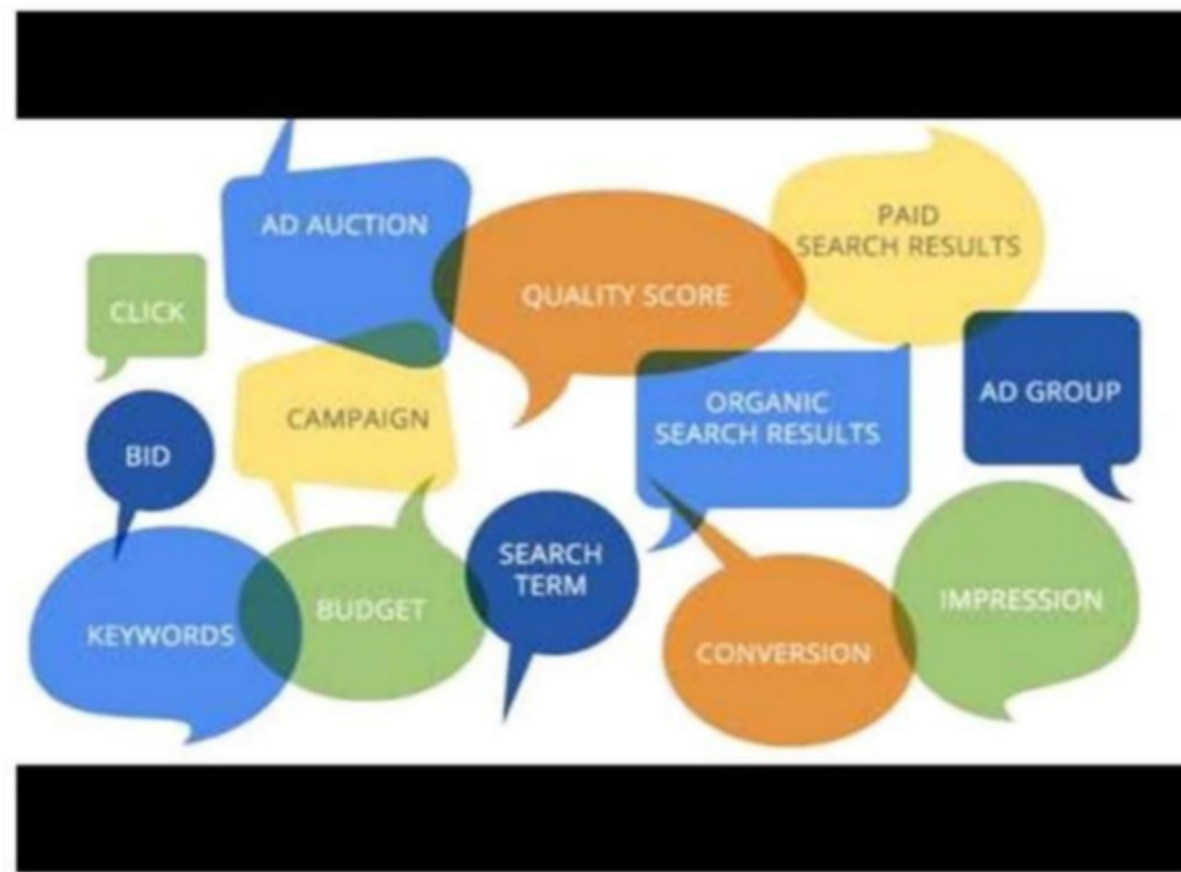 AD AUCTION
PAID
SEARCH RESULTS
QUALITY SCORE
CLICK
AD GROUP
ORGANIC
SEARCH RESULTS
CAMPAIGN
BID
SEARCH
TERM
IMPRESSION
BUDGET
KEYWORDS
CONVERSION